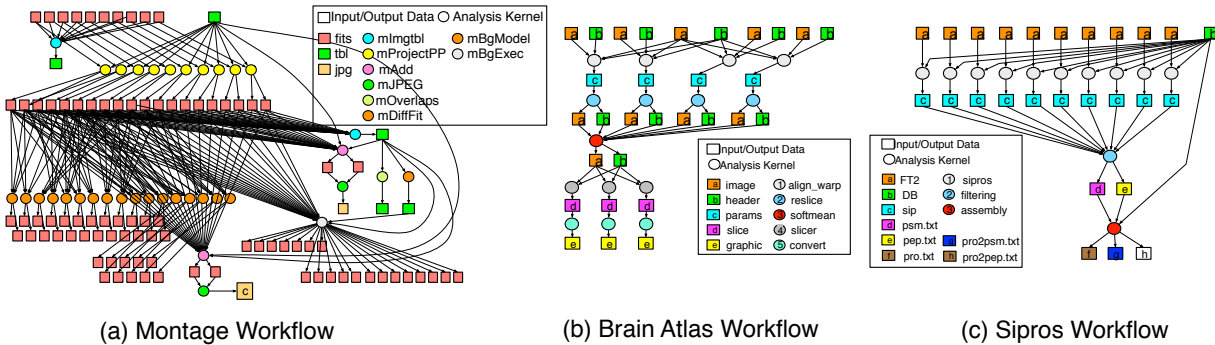 Input/Output Data Analysis Kernel
fits mImgtbl mBgModel
tbl mProjectPP mBgExec
jpg mAdd
mJPEG
mOverlaps
mDiffFit
c
(a) Montage Workflow
a b a b a b a b
c c c c
a b a b a b a b
a b
d d d
e e e
Input/Output Data
Analysis Kernel
a image 1 align_warp
b header 2 reslice
c params 3 softmean
d slice 4 slicer
e graphic 5 convert
(b) Brain Atlas Workflow
a a a a a a a a a a b
c c c c c c c c c c
d e
f g h
Input/Output Data
Analysis Kernel
a FT2 1 sipros
b DB 2 filtering
c sip 3 assembly
d psm.txt
e pep.txt g pro2psm.txt
f pro.txt h pro2pep.txt
(c) Sipros Workflow